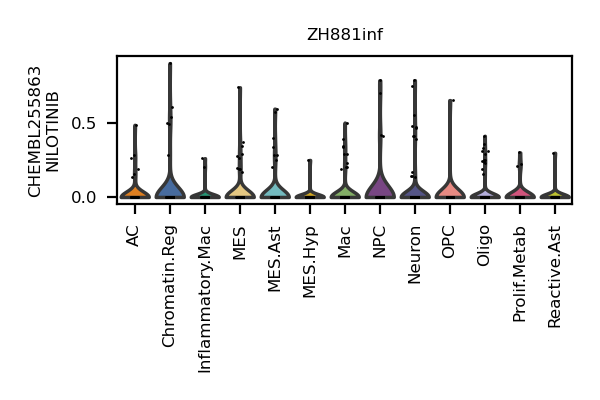 ZH881inf
CHEMBL255863
NILOTINIB
0.5
0.0
AC
Chromatin.Reg
Inflammatory.Mac
MES
MES.Ast
MES.Hyp
Mac
NPC
Neuron
OPC
Oligo
Prolif.Metab
Reactive.Ast